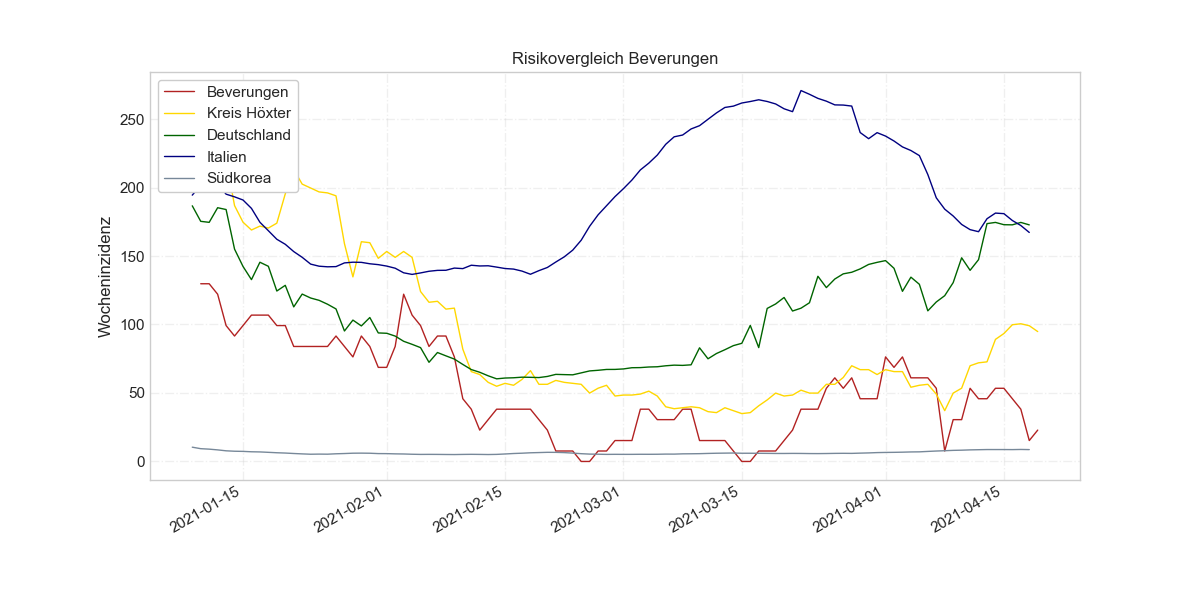 Risikovergleich Beverungen
Beverungen
Kreis Höxter
Deutschland
Italien
Südkorea
Wocheninzidenz
250
200
150
100
50
0
2021-01-15
2021-02-01
2021-02-15
2021-03-01
2021-03-15
2021-04-01
2021-04-15